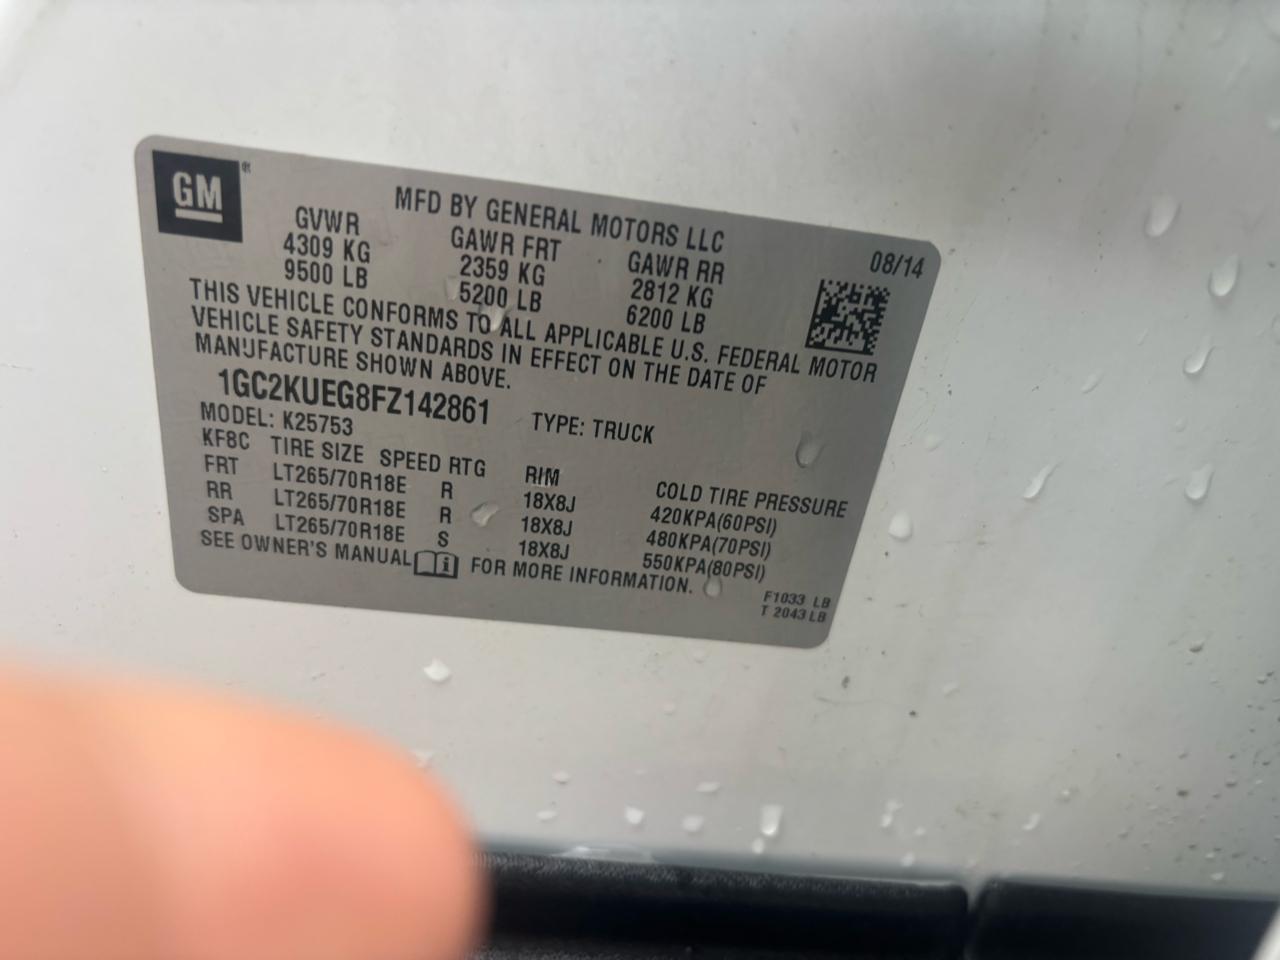 GM
MFD BY GENERAL MOTORS LLC
08/14
GVWR GAWR FRT GAWR RR
4309 KG 2359 KG 2812 KG
9500 LB 5200 LB 6200 LB
THIS VEHICLE CONFORMS TO ALL APPLICABLE U.S. FEDERAL MOTOR
VEHICLE SAFETY STANDARDS IN EFFECT ON THE DATE OF
MANUFACTURE SHOWN ABOVE.
1GC2KUEG8FZ142861 TYPE: TRUCK
MODEL: K25753
KF8C TIRE SIZE SPEED RTG RIM COLD TIRE PRESSURE
FRT LT265/70R18E R 18X8J 420KPA(60PSI)
RR LT265/70R18E R 18X8J 480KPA(70PSI)
SPA LT265/70R18E S 18X8J 550KPA(80PSI)
SEE OWNER'S MANUAL i FOR MORE INFORMATION.
F1033 LB
T 2043 LB